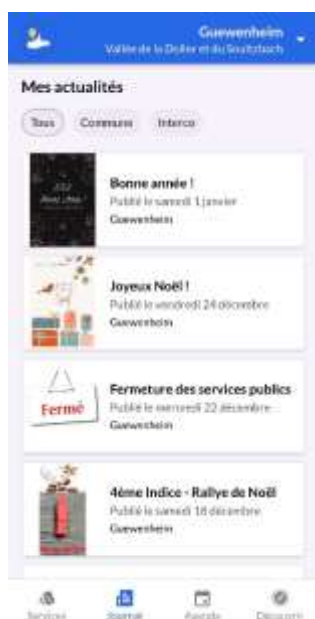 Guewenheim
Vallée de la Doller et du Soultzbach
Mes actualités
Tous Commune Interco
Bonne année !
Publié le samedi 1 janvier
Guewenheim
Joyeux Noël !
Publié le vendredi 24 décembre
Guewenheim
Fermé
Fermeture des services publics
Publié le mercredi 22 décembre
Guewenheim
4ème Indice - Rallye de Noël
Publié le samedi 18 décembre
Guewenheim
Services Journal Agenda Découvrir